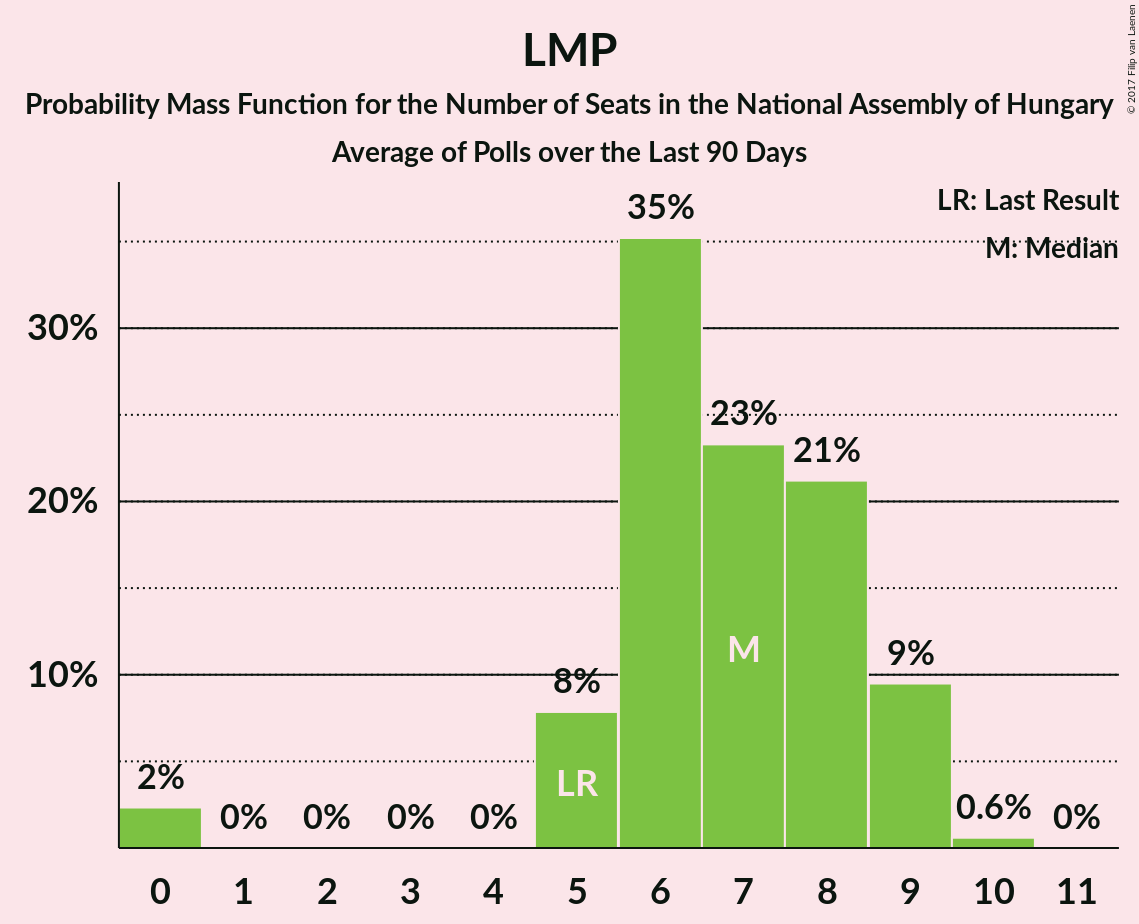 LMP
Probability Mass Function for the Number of Seats in the National Assembly of Hungary
Average of Polls over the Last 90 Days
© 2017 Filip van Laenen
LR: Last Result
M: Median
35%
30%
23%
21%
20%
M
9%
10%
8%
LR
2%
0%
0%
0%
0%
0.6%
0%
0 1 2 3 4 5 6 7 8 9 10 11